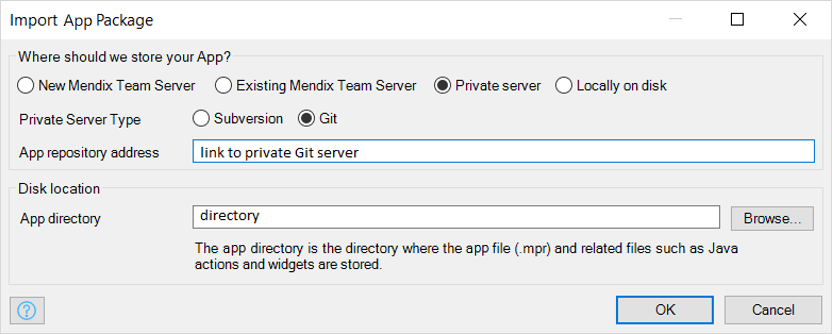 Import App Package
Where should we store your App?
New Mendix Team Server Existing Mendix Team Server Private server Locally on disk
Private Server Type Subversion Git
App repository address link to private Git server
Disk location
App directory directory Browse...
The app directory is the directory where the app file (.mpr) and related files such as Java
actions and widgets are stored.
? OK Cancel